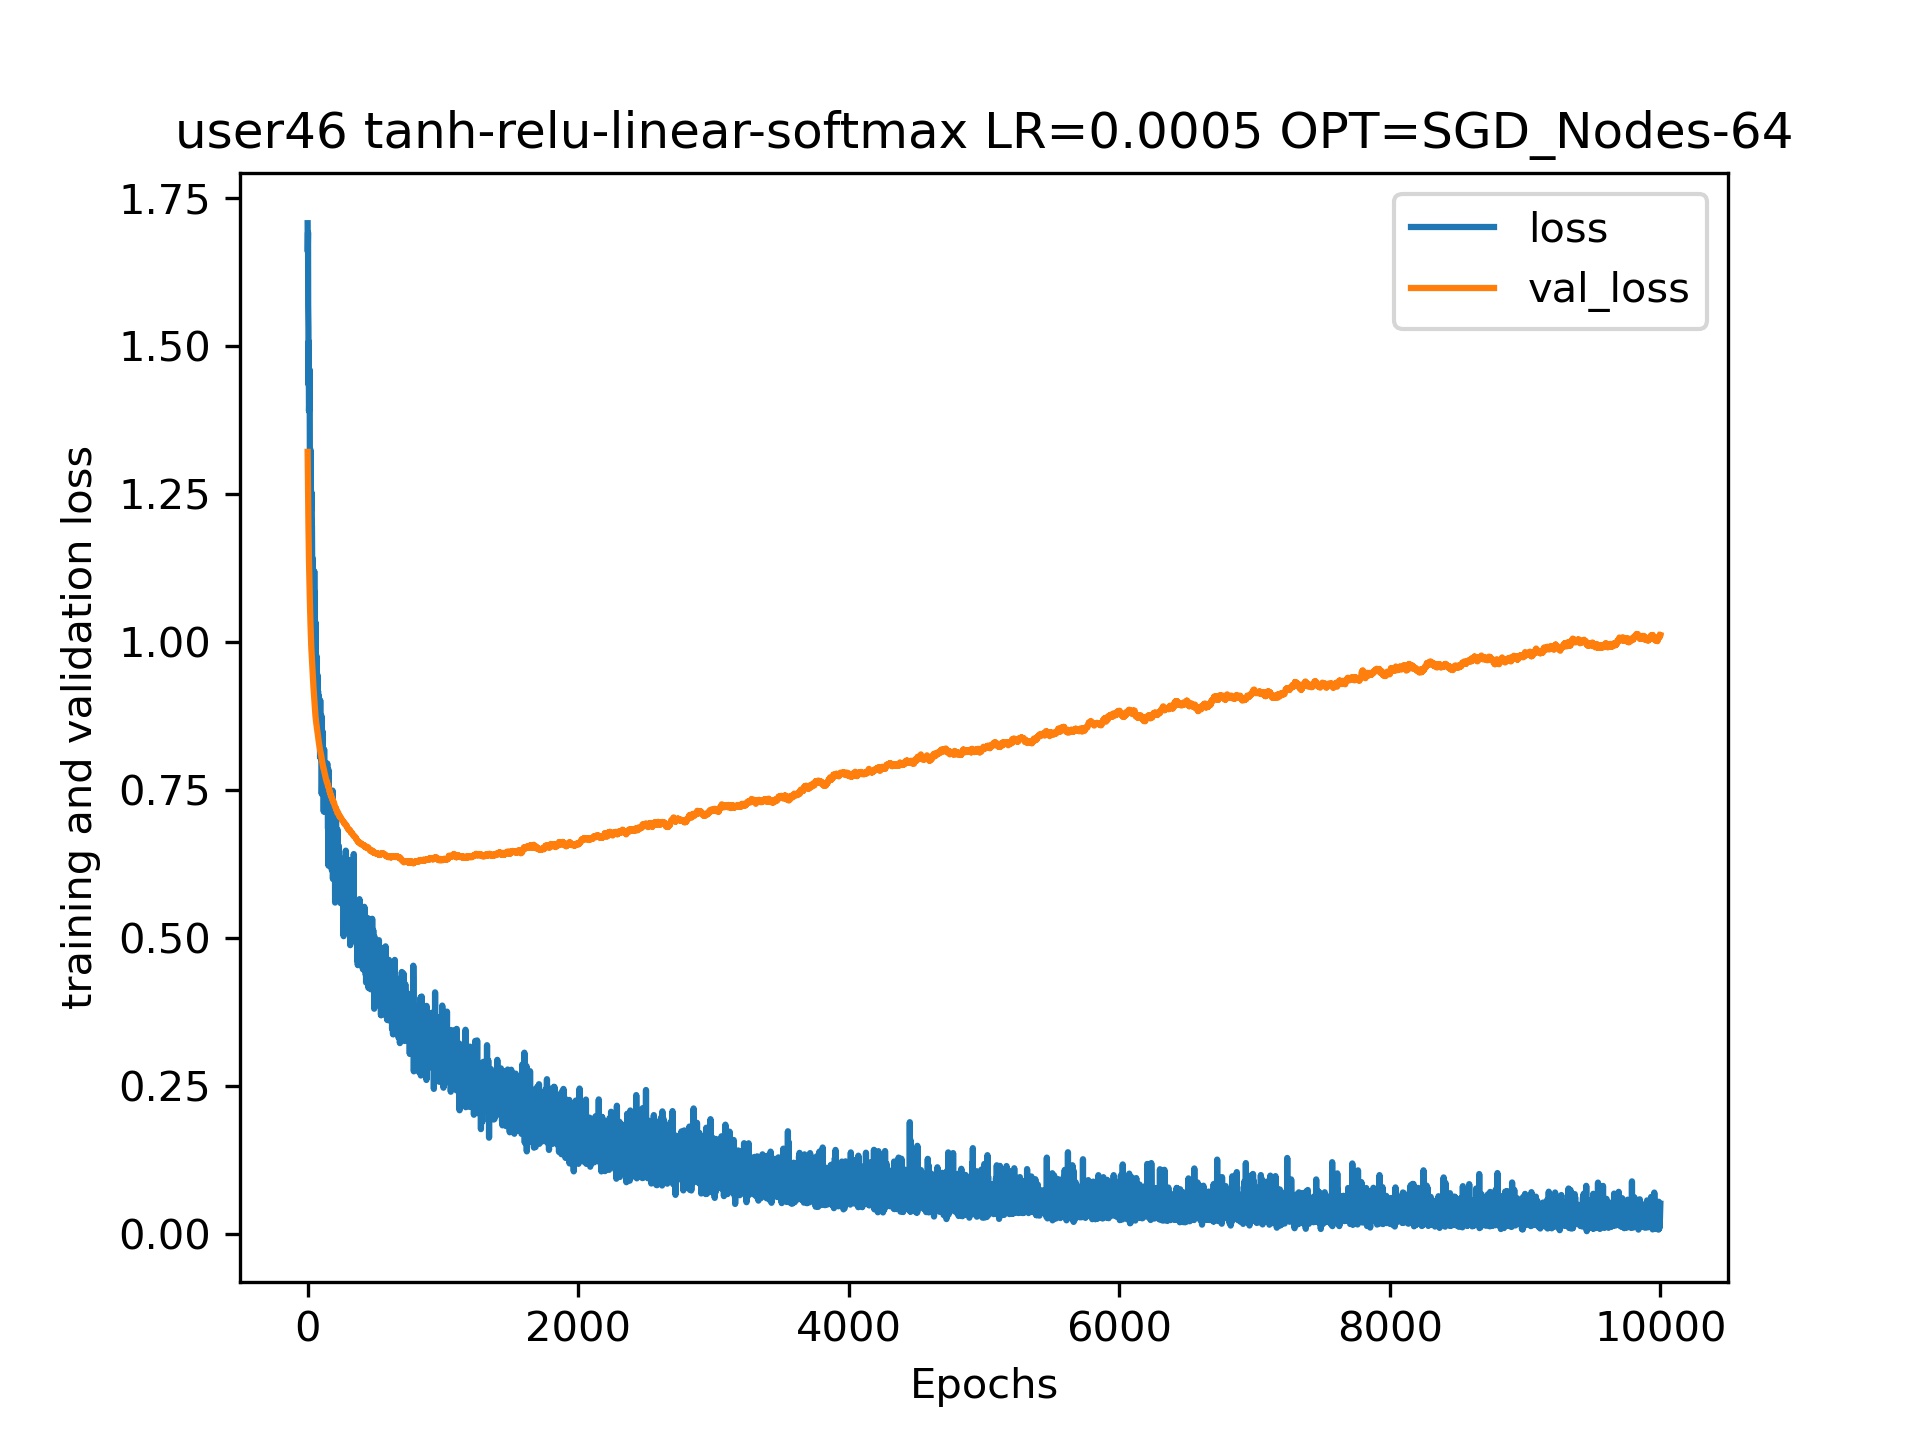 user46 tanh-relu-linear-softmax LR=0.0005 OPT=SGD_Nodes-64
loss
val_loss
training and validation loss
1.75
1.50
1.25
1.00
0.75
0.50
0.25
0.00
0
2000
4000
6000
8000
10000
Epochs